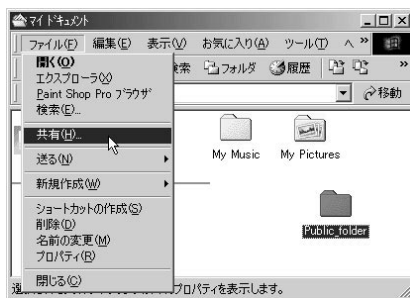 マイ ドキュメント
ファイル(F) 編集(E) 表示(V) お気に入り(A) ツール(T) ^ »
開く(O)
エクスプローラ(X)
Paint Shop Pro ブラウザ
検索(E)...
共有(H)...
送る(N)
新規作成(W)
ショートカットの作成(S)
削除(D)
名前の変更(M)
プロパティ(R)
閉じる(C)
検索 フォルダ 履歴 »
移動
My Music My Pictures
Public_folder
プロパティを表示します。